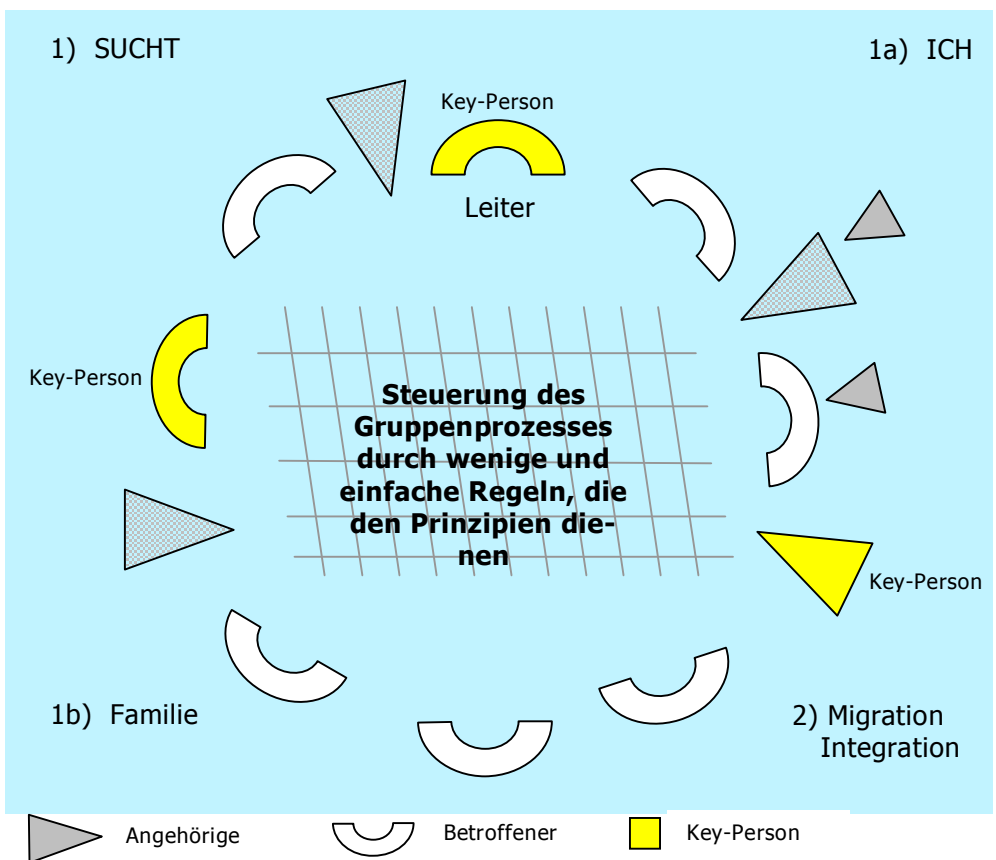 1) SUCHT
1a) ICH
Key-Person
Leiter
Key-Person
Steuerung des
Gruppenprozesses
durch wenige und
einfache Regeln, die
den Prinzipien die-
nen
Key-Person
1b) Familie
2) Migration
Integration
Angehörige
Betroffener
Key-Person